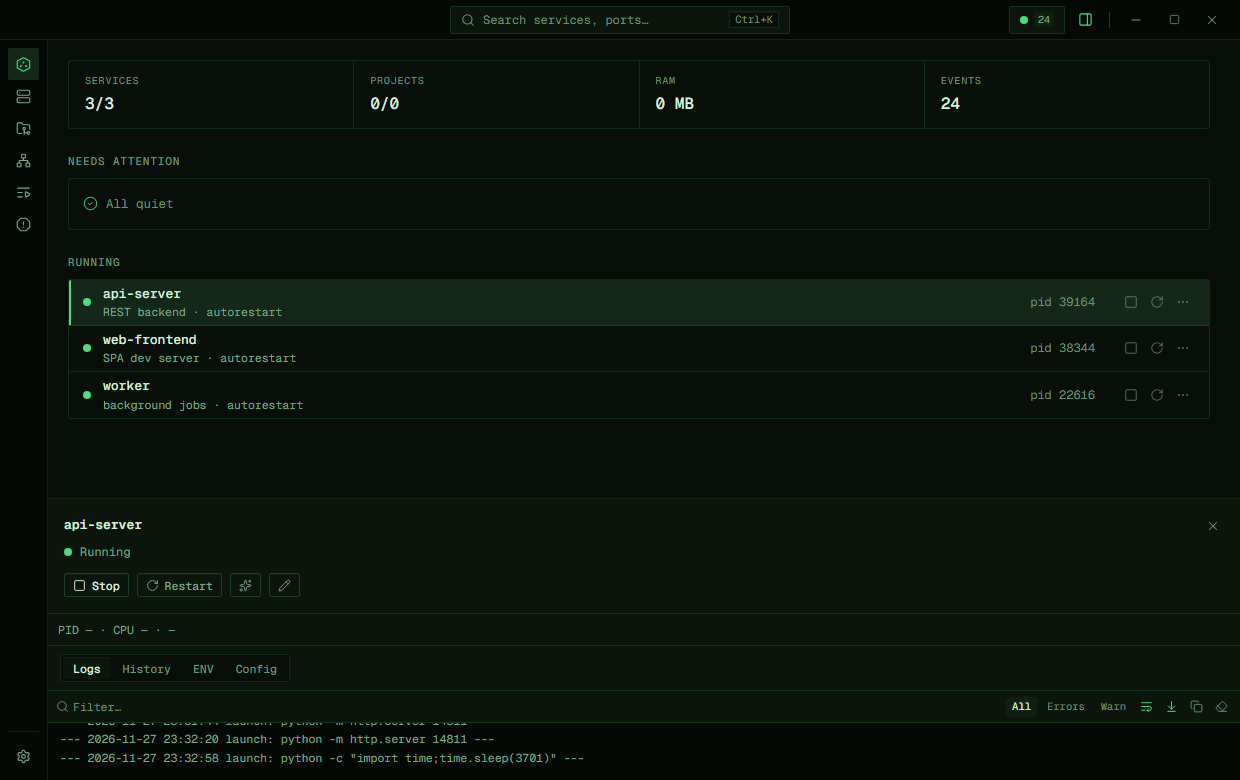 Search services, ports… Ctrl+K 24
SERVICES PROJECTS RAM EVENTS
3/3 0/0 0 MB 24
NEEDS ATTENTION
All quiet
RUNNING
api-server
REST backend · autorestart
pid 39164
web-frontend
SPA dev server · autorestart
pid 38344
worker
background jobs · autorestart
pid 22616
api-server
Running
Stop Restart
PID — · CPU — · —
Logs History ENV Config
Filter… All Errors Warn
--- 2026-11-27 23:32:20 launch: python -m http.server 14811 ---
--- 2026-11-27 23:32:58 launch: python -c "import time;time.sleep(3701)" ---